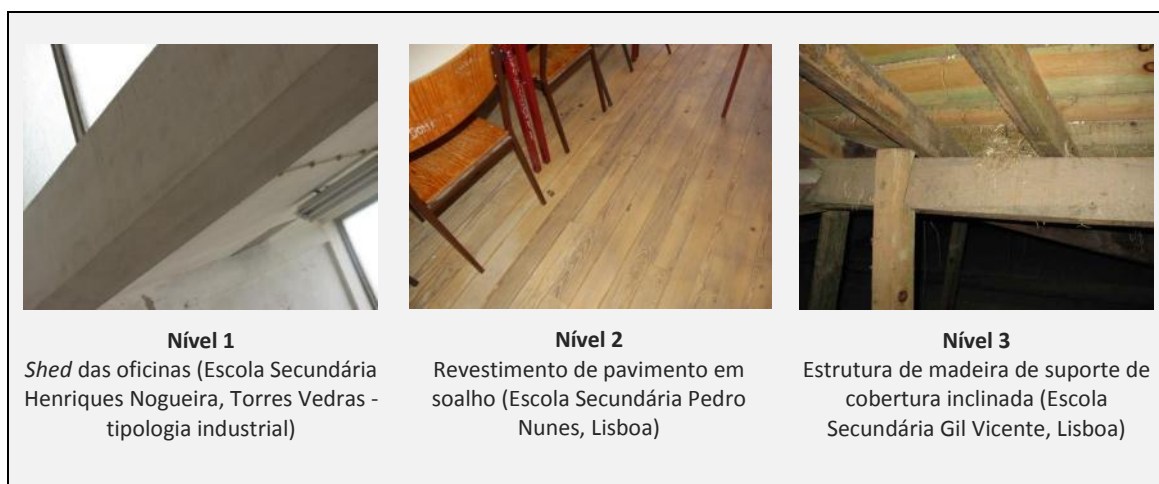 Nível 1
Shed das oficinas (Escola Secundária
Henriques Nogueira, Torres Vedras -
tipologia industrial)
Nível 2
Revestimento de pavimento em
soalho (Escola Secundária Pedro
Nunes, Lisboa)
Nível 3
Estrutura de madeira de suporte de
cobertura inclinada (Escola
Secundária Gil Vicente, Lisboa)